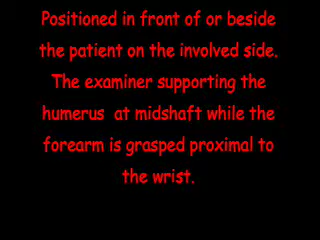 Positioned in front of or beside
the patient on the involved side.
The examiner supporting the
humerus at midshaft while the
forearm is grasped proximal to
the wrist.